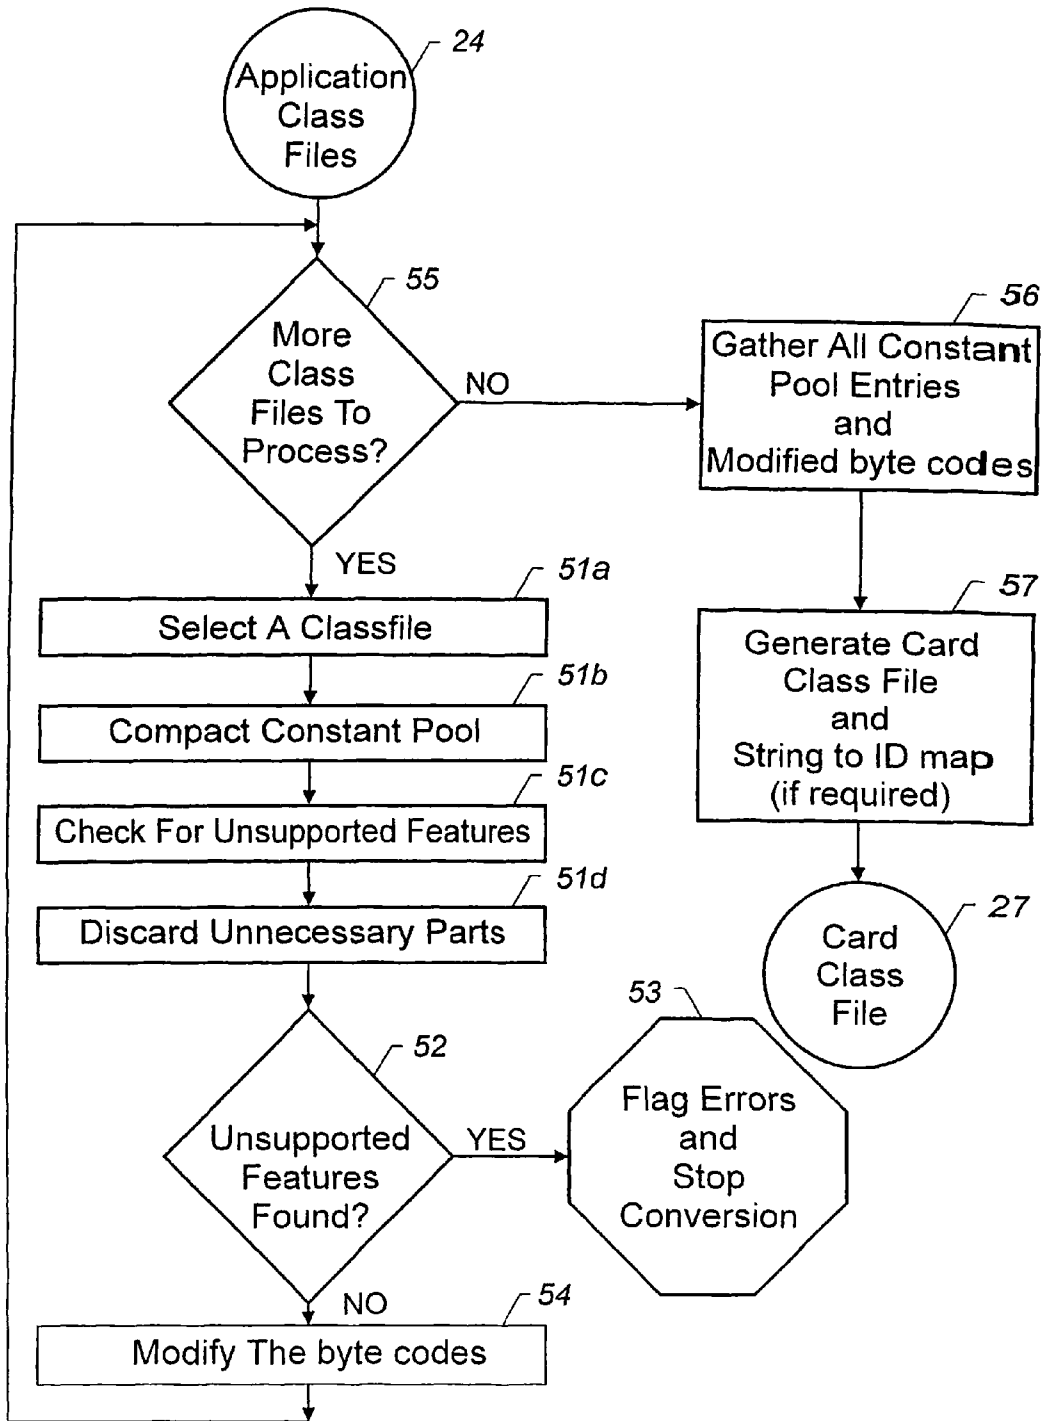 24
Application
Class
Files
55
More
Class
Files To
Process?
NO
YES
56
Gather All Constant
Pool Entries
and
Modified byte codes
51a
Select A Classfile
57
Generate Card
Class File
and
String to ID map
(if required)
51b
Compact Constant Pool
51c
Check For Unsupported Features
51d
Discard Unnecessary Parts
27
Card
Class
File
52
Unsupported
Features
Found?
YES
NO
53
Flag Errors
and
Stop
Conversion
54
Modify The byte codes